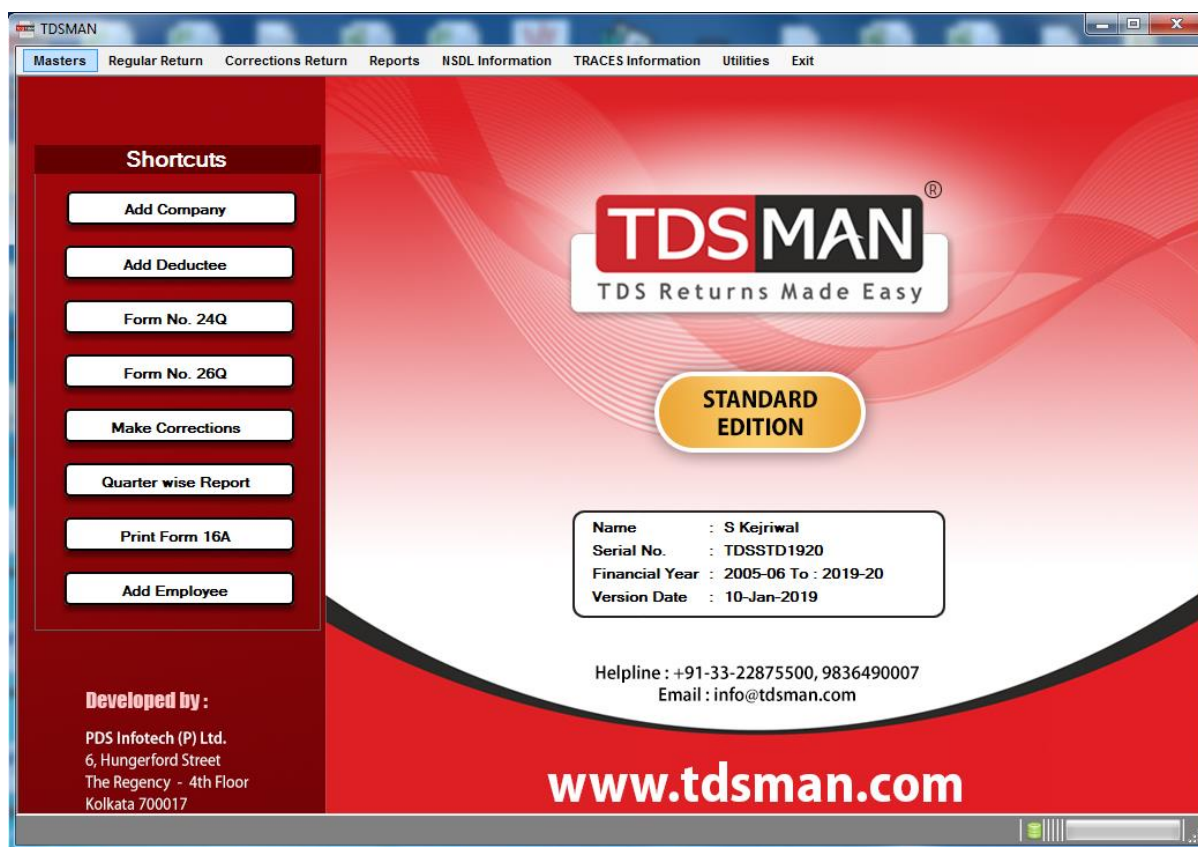 TDSMAN
Masters Regular Return Corrections Return Reports NSDL Information TRACES Information Utilities Exit
Shortcuts
Add Company
Add Deductee
Form No. 24Q
Form No. 26Q
Make Corrections
Quarter wise Report
Print Form 16A
Add Employee
Developed by :
PDS Infotech (P) Ltd.
6, Hungerford Street
The Regency - 4th Floor
Kolkata 700017
TDSMAN ®
TDS Returns Made Easy
STANDARD
EDITION
Name : S Kejriwal
Serial No. : TDSSTD1920
Financial Year : 2005-06 To : 2019-20
Version Date : 10-Jan-2019
Helpline : +91-33-22875500, 9836490007
Email : info@tdsman.com
www.tdsman.com